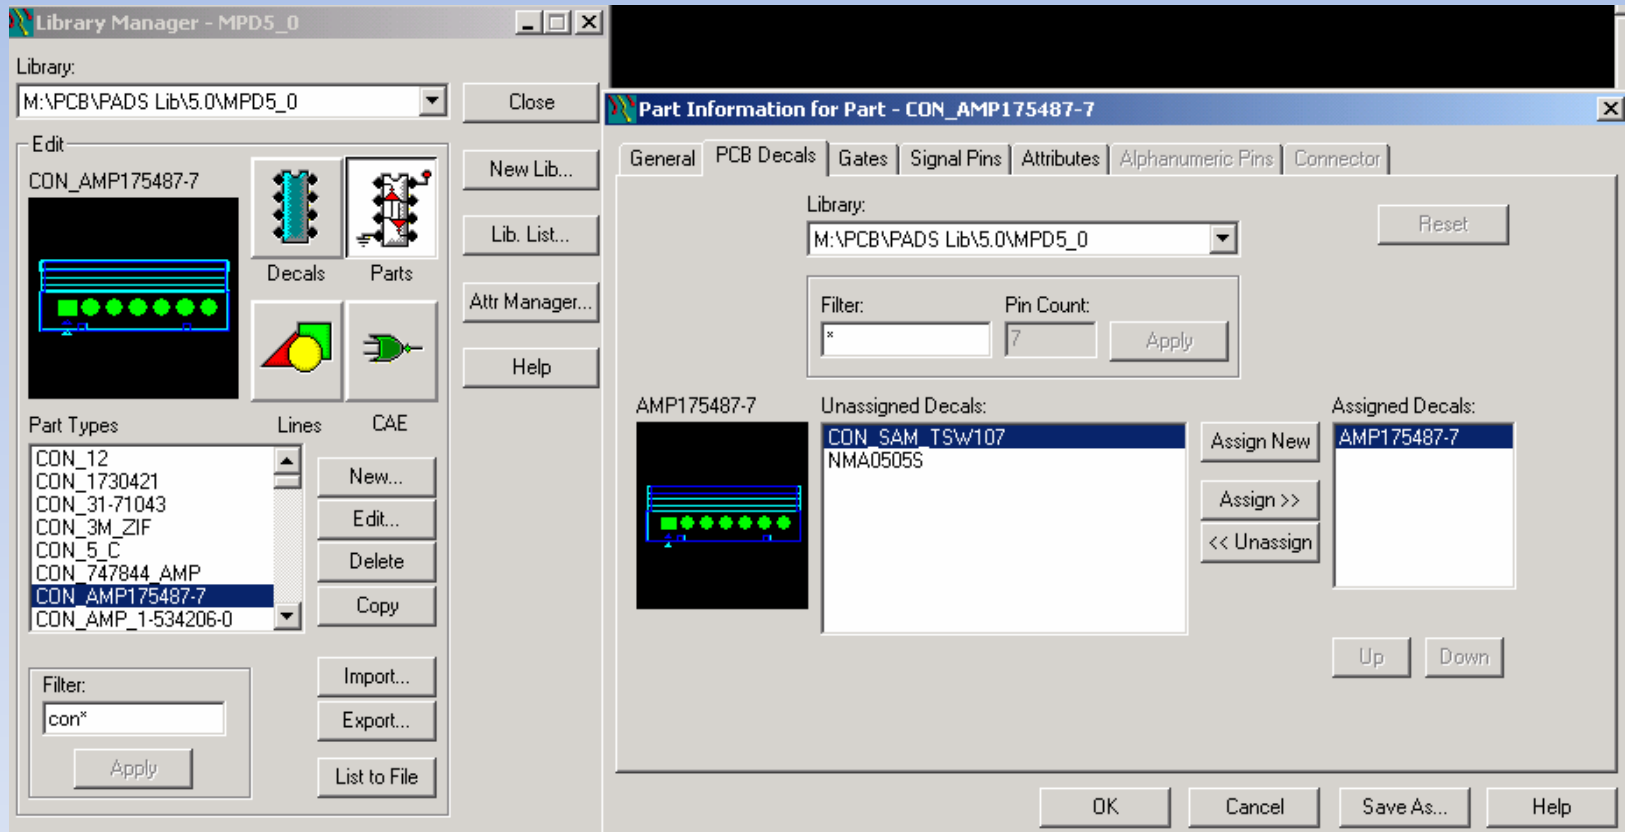 Library Manager - MPD5_0
Library:
M:\PCB\PADS Lib\5.0\MPD5_0
Close
Edit
CON_AMP175487-7
Decals
Parts
Lines
CAE
New Lib...
Lib. List...
Attr Manager...
Help
Part Types
CON_12
CON_1730421
CON_31-71043
CON_3M_ZIF
CON_5_C
CON_747844_AMP
CON_AMP175487-7
CON_AMP_1-534206-0
New...
Edit...
Delete
Copy
Import...
Export...
List to File
Filter:
con*
Apply
Part Information for Part - CON_AMP175487-7
General
PCB Decals
Gates
Signal Pins
Attributes
Alphanumeric Pins
Connector
Library:
M:\PCB\PADS Lib\5.0\MPD5_0
Reset
Filter:
Pin Count:
*
7
Apply
AMP175487-7
Unassigned Decals:
CON_SAM_TSW107
NMA0505S
Assign New
Assign >>
<< Unassign
Assigned Decals:
AMP175487-7
Up
Down
OK
Cancel
Save As...
Help